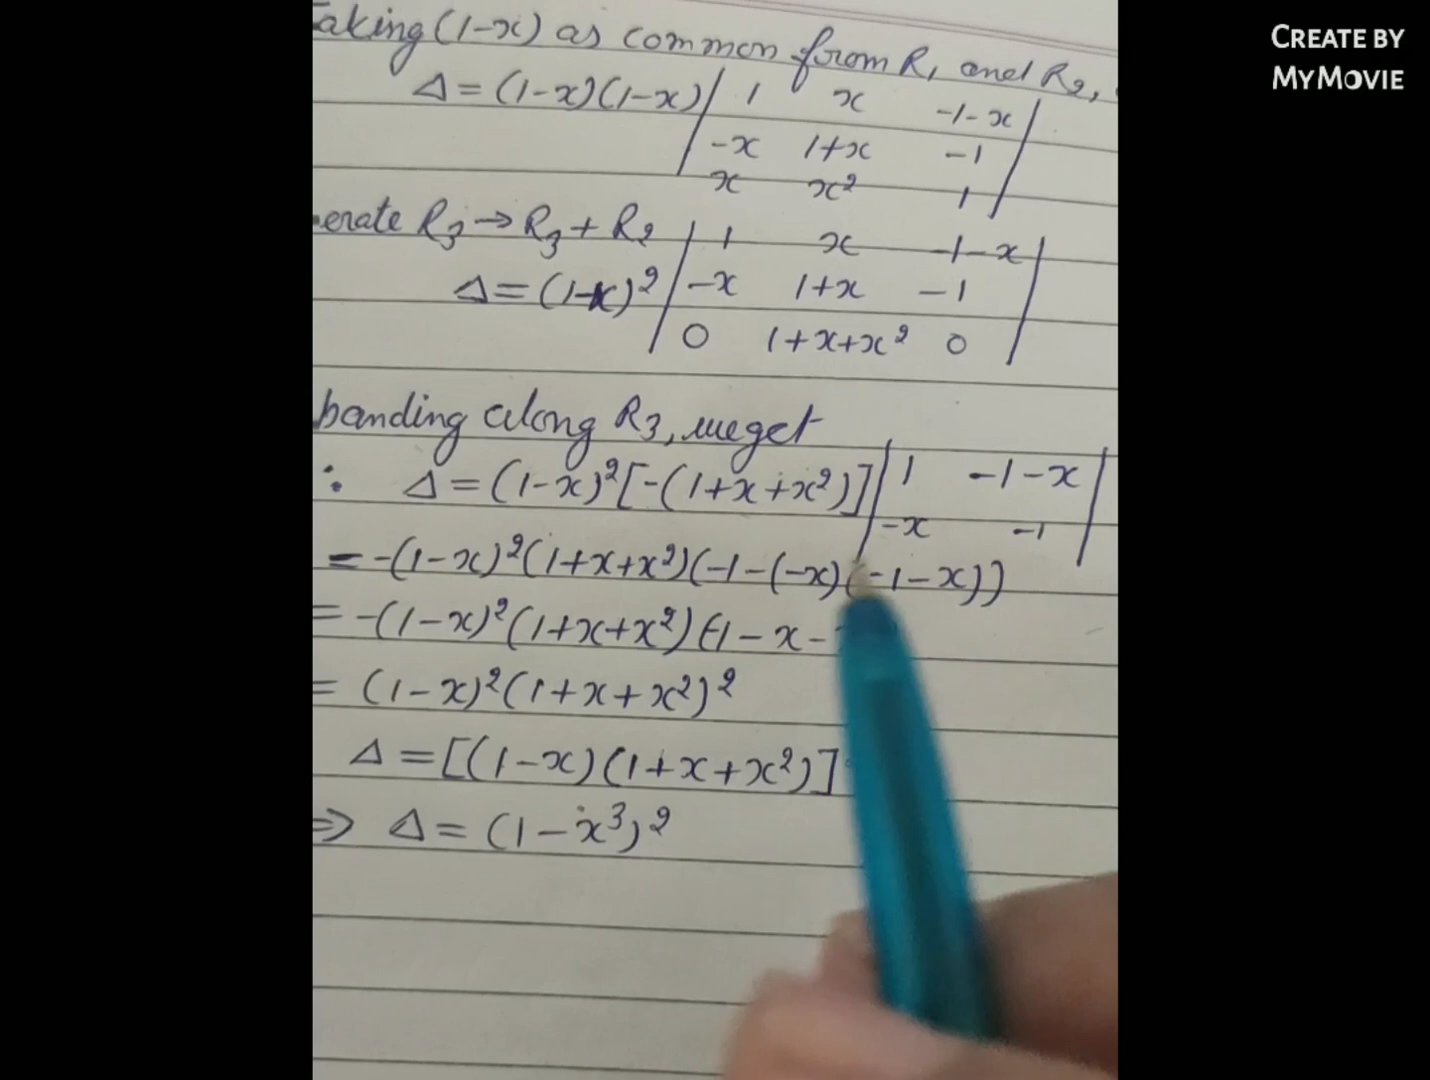 Taking (1-x) as common from R₁ and R₂,
Δ = (1-x)(1-x) | 1 x -1-x |
| -x 1+x -1 |
| x x² 1 |
erate R₃ → R₃ + R₂ | 1 x -1-x |
Δ = (1-x)² | -x 1+x -1 |
| 0 1+x+x² 0 |
panding along R₃, we get
∴ Δ = (1-x)²[-(1+x+x²)] | 1 -1-x |
| -x -1 |
= -(1-x)²(1+x+x²)(-1-(-x)(-1-x))
= -(1-x)²(1+x+x²)(-1-x-
= (1-x)²(1+x+x²)²
Δ = [(1-x)(1+x+x²)]
⇒ Δ = (1-x³)²
CREATE BY
MYMOVIE